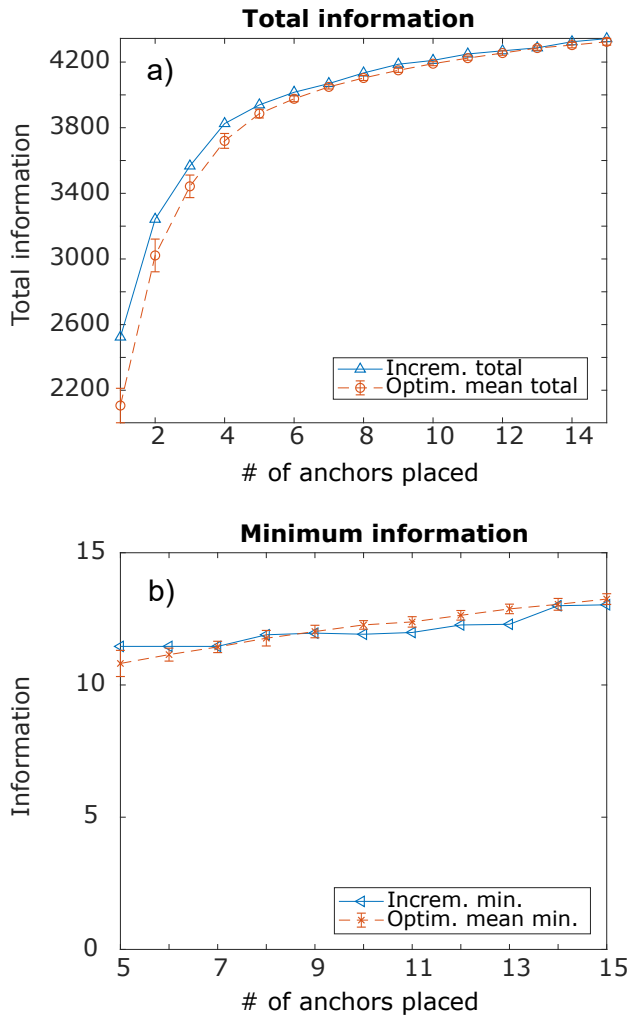 Total information
a)
4200
3800
3400
3000
2600
2200
Total information
Increm. total
Optim. mean total
2 4 6 8 10 12 14
# of anchors placed
Minimum information
b)
15
10
5
0
Information
Increm. min.
Optim. mean min.
5 7 9 11 13 15
# of anchors placed